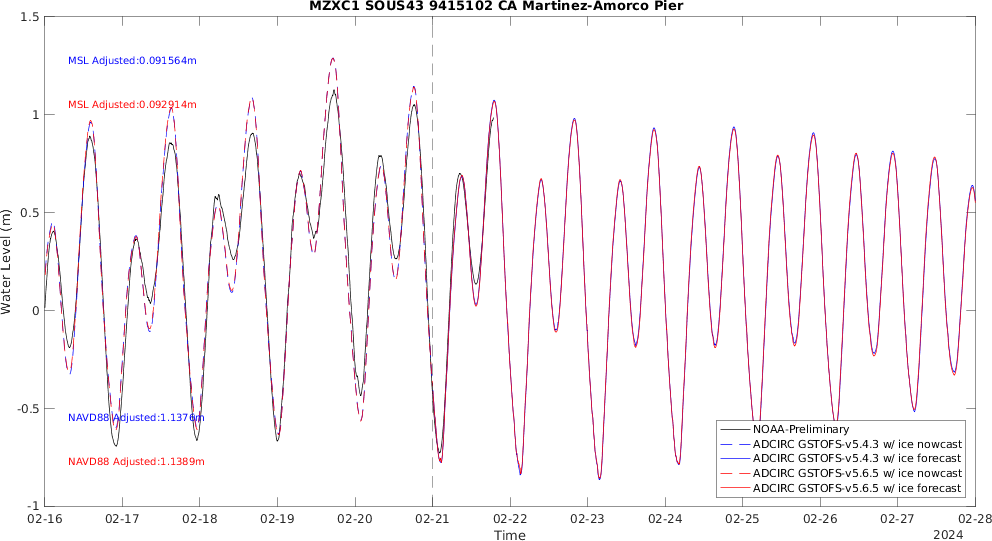 MZXC1 SOUS43 9415102 CA Martinez-Amorco Pier
1.5
1
0.5
0
-0.5
-1
Water Level (m)
MSL Adjusted:0.091564m
MSL Adjusted:0.092914m
NAVD88 Adjusted:1.1376m
NAVD88 Adjusted:1.1389m
NOAA-Preliminary
ADCIRC GSTOFS-v5.4.3 w/ ice nowcast
ADCIRC GSTOFS-v5.4.3 w/ ice forecast
ADCIRC GSTOFS-v5.6.5 w/ ice nowcast
ADCIRC GSTOFS-v5.6.5 w/ ice forecast
02-16 02-17 02-18 02-19 02-20 02-21 02-22 02-23 02-24 02-25 02-26 02-27 02-28
Time
2024